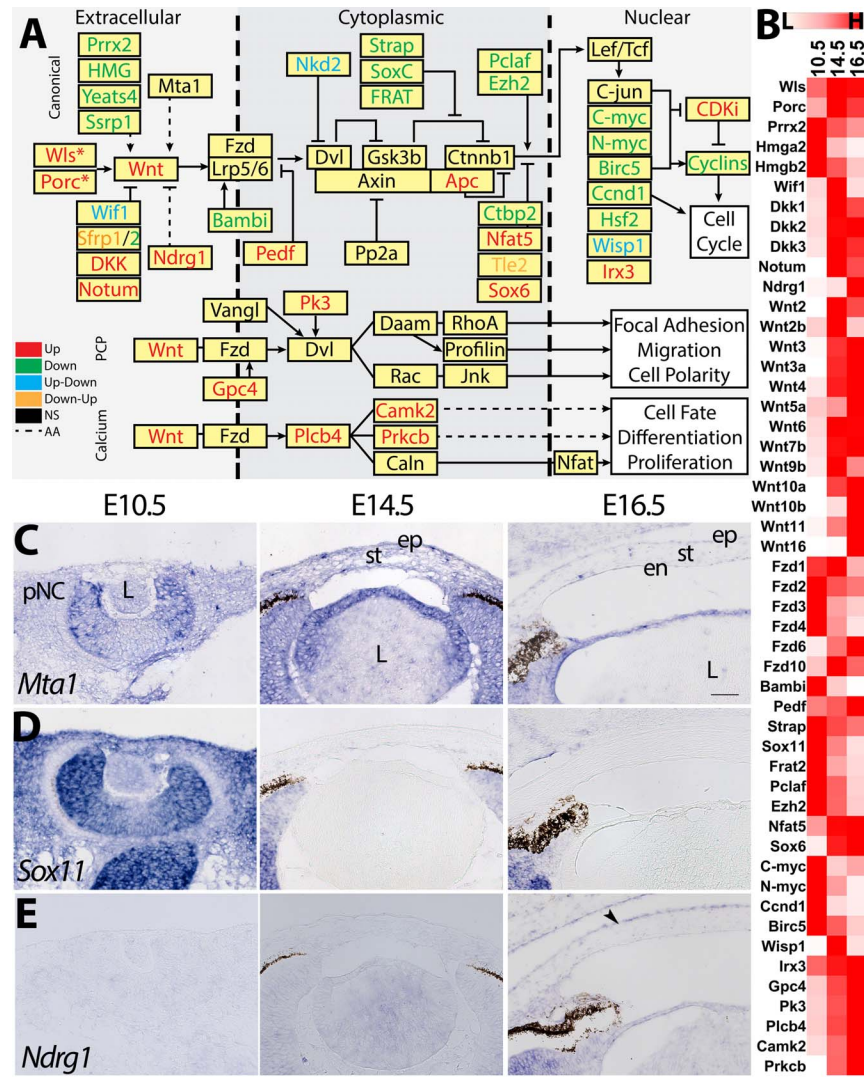 A
Extracellular
Cytoplasmic
Nuclear
Canonical
Prrx2
HMG
Yeats4
Ssrp1
Mta1
Wls*
Porc*
Wnt
Fzd
Lrp5/6
Wif1
Sfrp1/2
DKK
Notum
Ndrg1
Bambi
Pedf
Nkd2
Strap
SoxC
FRAT
Pclaf
Ezh2
Dvl
Gsk3b
Ctnnb1
Axin
Apc
Pp2a
Ctbp2
Nfat5
Tle2
Sox6
Lef/Tcf
C-jun
C-myc
N-myc
Birc5
Ccnd1
Hsf2
Wisp1
Irx3
CDKi
Cyclins
Cell
Cycle
Up
Down
Up-Down
Down-Up
NS
AA
PCP
Vangl
Pk3
Wnt
Fzd
Dvl
Gpc4
Daam
RhoA
Profilin
Rac
Jnk
Focal Adhesion
Migration
Cell Polarity
Calcium
Wnt
Fzd
Plcb4
Camk2
Prkcb
Caln
Nfat
Cell Fate
Differentiation
Proliferation
B
L
H
10.5
14.5
16.5
Wls
Porc
Prrx2
Hmga2
Hmgb2
Wif1
Dkk1
Dkk2
Dkk3
Notum
Ndrg1
Wnt2
Wnt2b
Wnt3
Wnt3a
Wnt4
Wnt5a
Wnt6
Wnt7b
Wnt9b
Wnt10a
Wnt10b
Wnt11
Wnt16
Fzd1
Fzd2
Fzd3
Fzd4
Fzd6
Fzd10
Bambi
Pedf
Strap
Sox11
Frat2
Pclaf
Ezh2
Nfat5
Sox6
C-myc
N-myc
Ccnd1
Birc5
Wisp1
Irx3
Gpc4
Pk3
Plcb4
Camk2
Prkcb
E10.5
E14.5
E16.5
C
pNC
L
Mta1
ep
st
L
ep
st
en
L
D
Sox11
E
Ndrg1